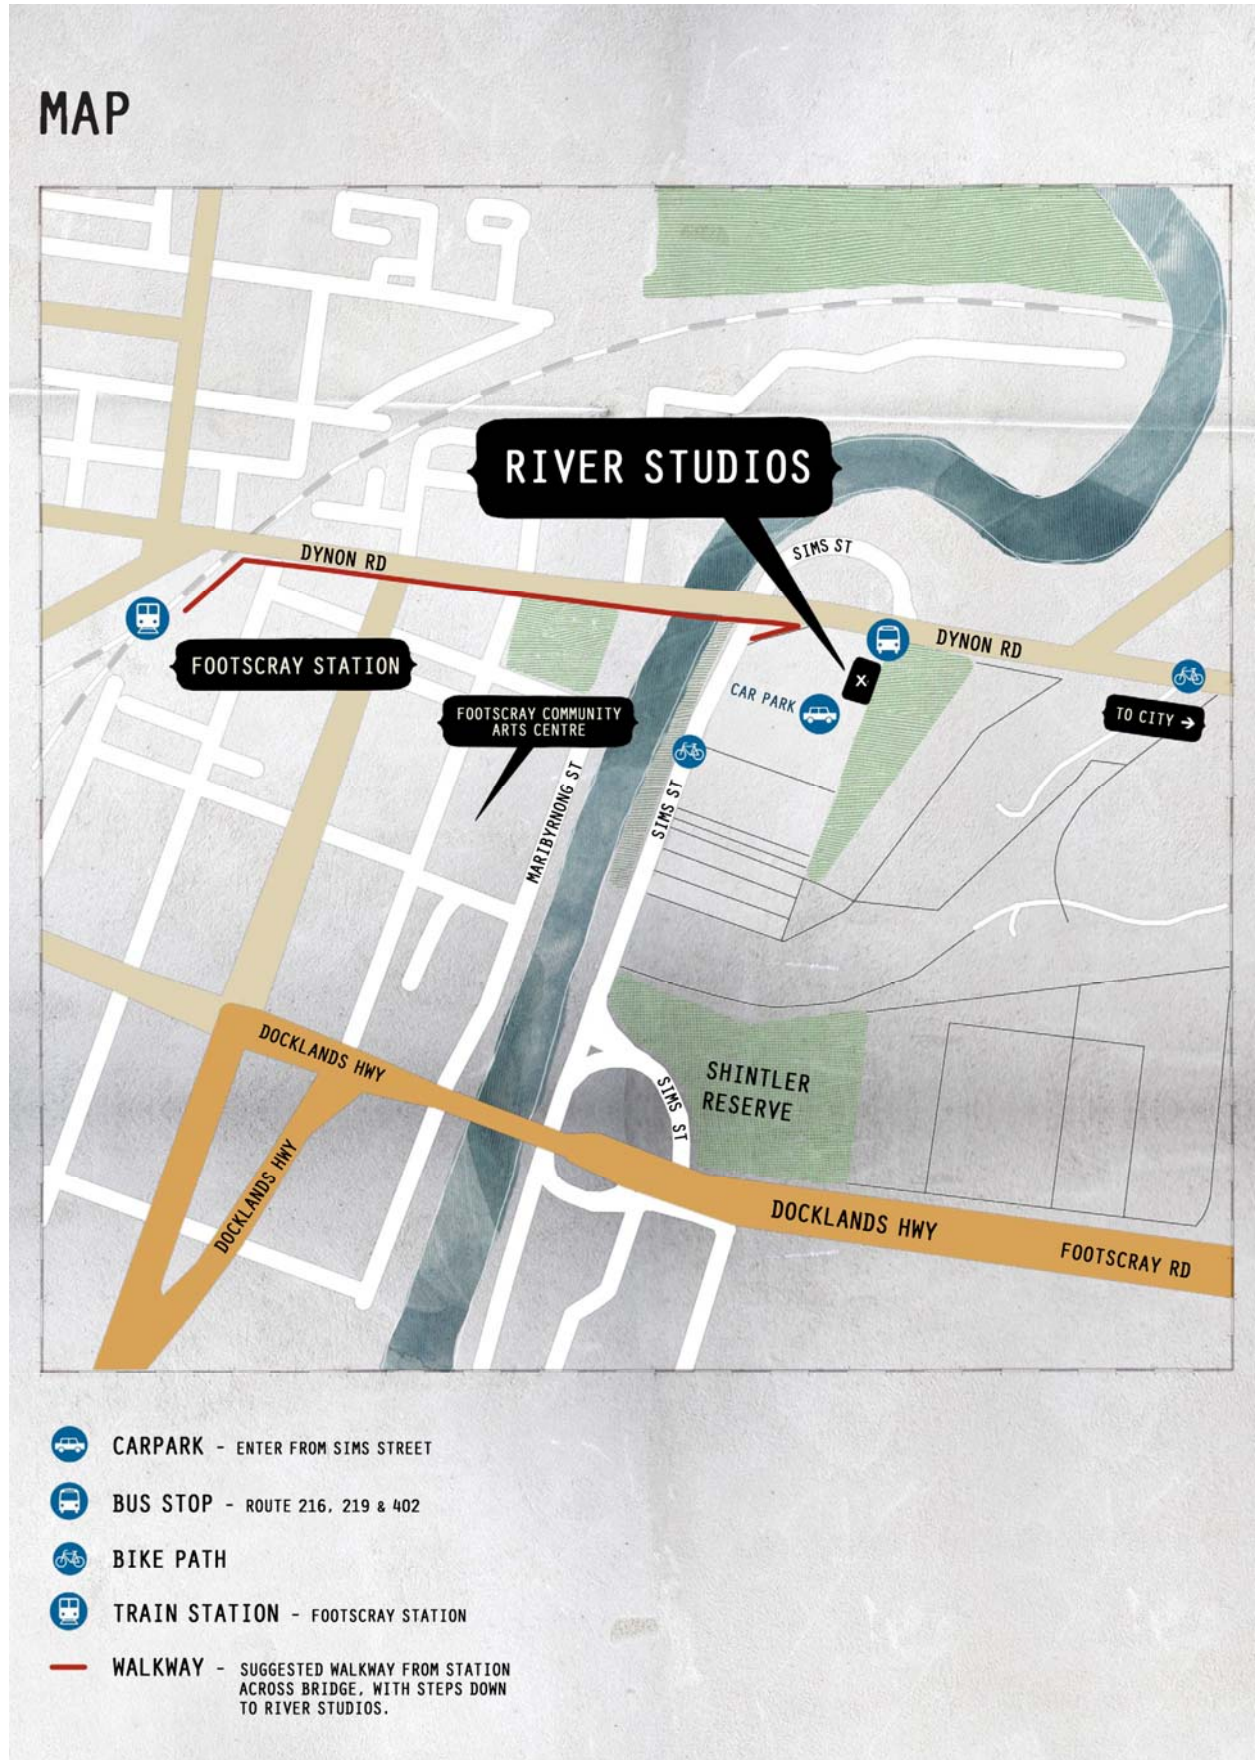 MAP
RIVER STUDIOS
SIMS ST
DYNON RD
DYNON RD
FOOTSCRAY STATION
CAR PARK
X
TO CITY →
FOOTSCRAY COMMUNITY
ARTS CENTRE
MARIBYRNONG ST
SIMS ST
DOCKLANDS HWY
SIMS ST
SHINTLER
RESERVE
DOCKLANDS HWY
DOCKLANDS HWY
FOOTSCRAY RD
CARPARK - ENTER FROM SIMS STREET
BUS STOP - ROUTE 216, 219 & 402
BIKE PATH
TRAIN STATION - FOOTSCRAY STATION
WALKWAY - SUGGESTED WALKWAY FROM STATION
ACROSS BRIDGE, WITH STEPS DOWN
TO RIVER STUDIOS.